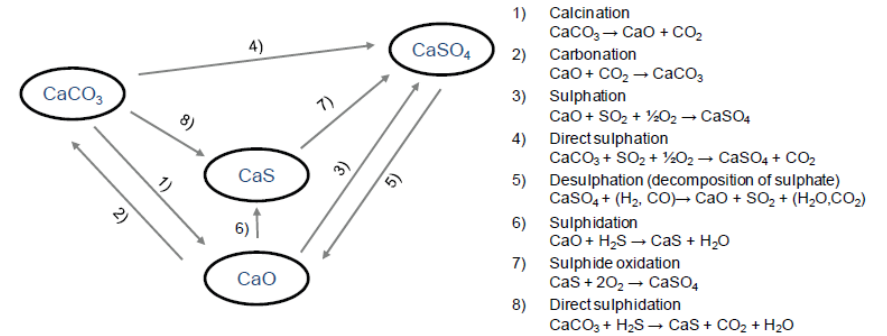 CaCO₃
CaSO₄
CaS
CaO
4)
8)
7)
1)
2)
6)
3)
5)
1) Calcination
CaCO₃ → CaO + CO₂
2) Carbonation
CaO + CO₂ → CaCO₃
3) Sulphation
CaO + SO₂ + ½O₂ → CaSO₄
4) Direct sulphation
CaCO₃ + SO₂ + ½O₂ → CaSO₄ + CO₂
5) Desulphation (decomposition of sulphate)
CaSO₄ + (H₂, CO)→ CaO + SO₂ + (H₂O,CO₂)
6) Sulphidation
CaO + H₂S → CaS + H₂O
7) Sulphide oxidation
CaS + 2O₂ → CaSO₄
8) Direct sulphidation
CaCO₃ + H₂S → CaS + CO₂ + H₂O